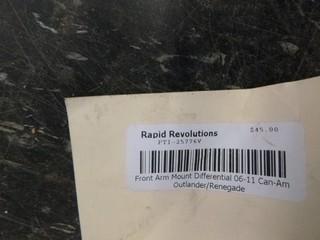 Rapid Revolutions $45.00
PTI-25776V
Front Arm Mount Differential 06-11 Can-Am
Outlander/Renegade